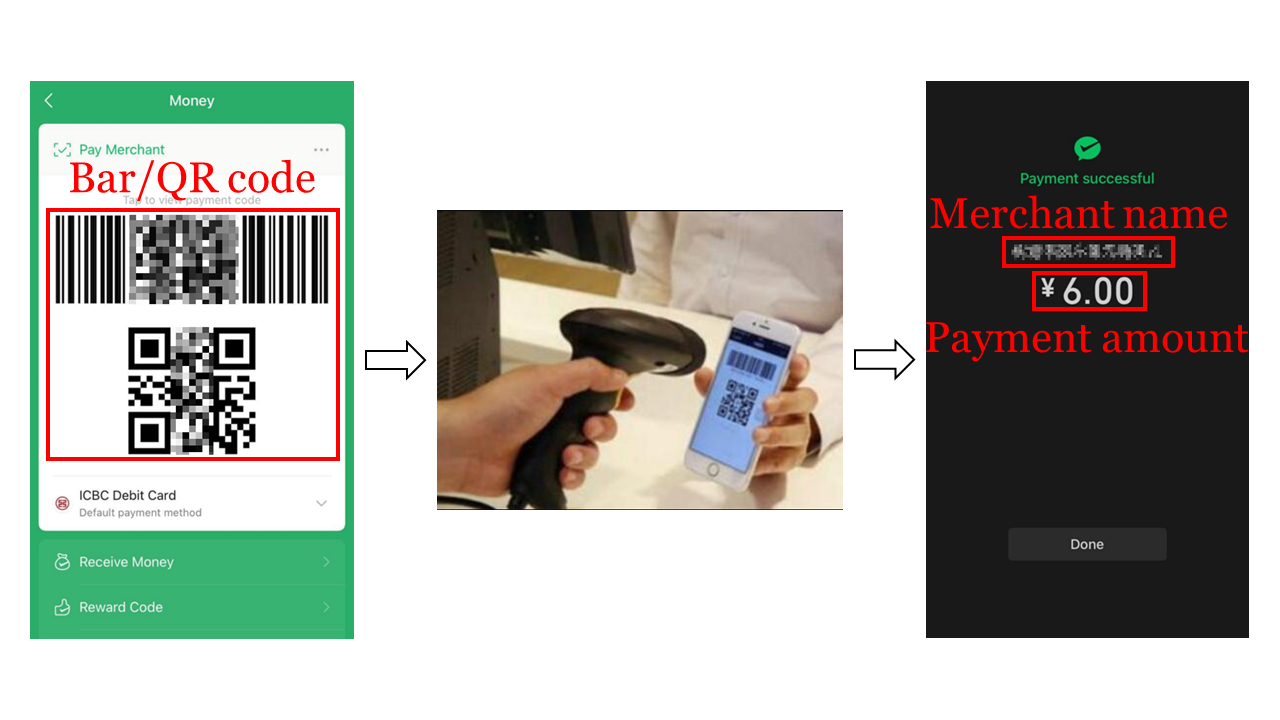 Money
Pay Merchant
Bar/QR code
Tap to view payment code
ICBC Debit Card
Default payment method
Receive Money
Reward Code
Payment successful
Merchant name
¥6.00
Payment amount
Done